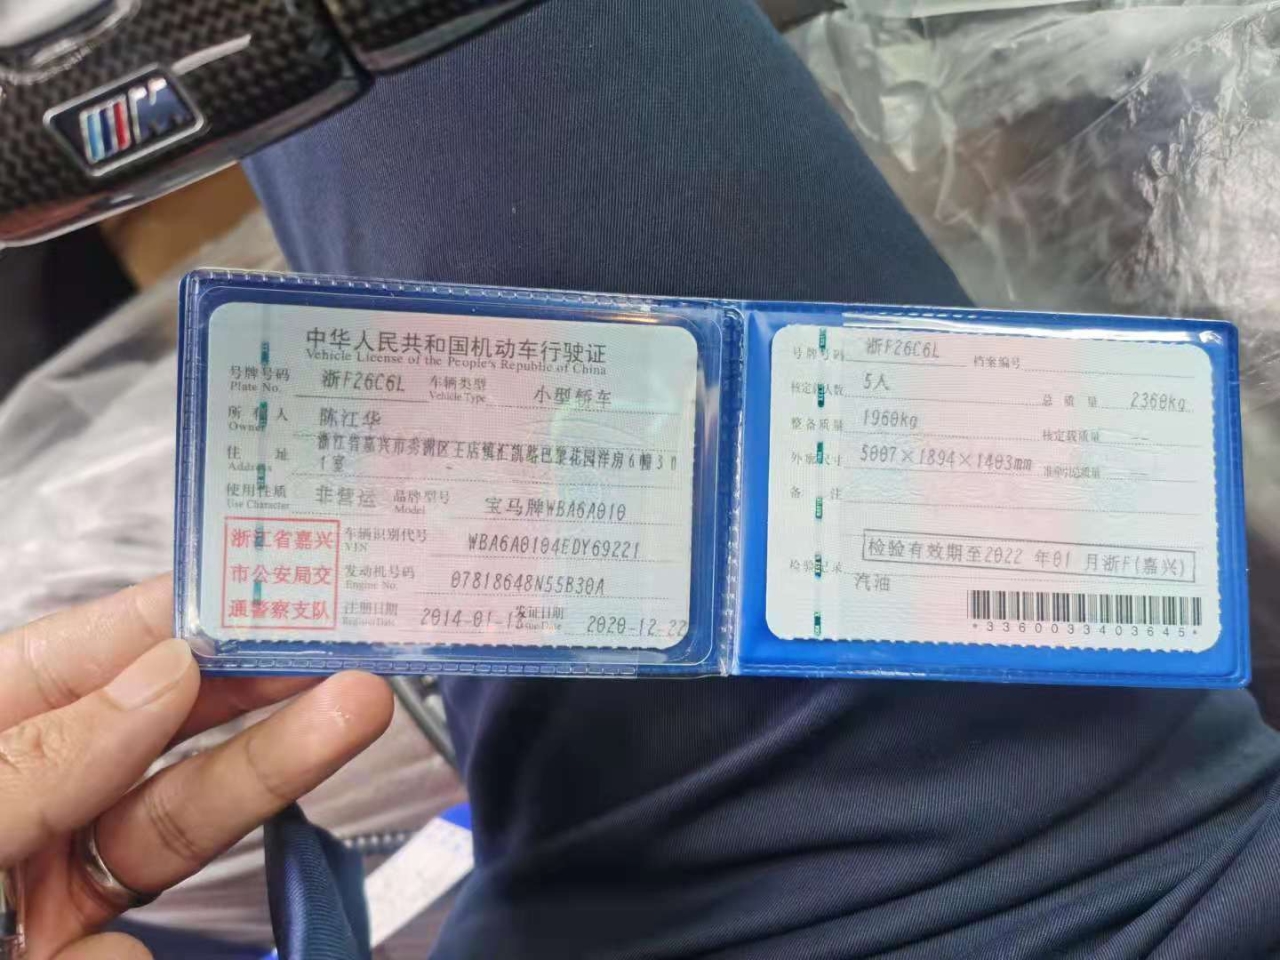 中华人民共和国机动车行驶证
Vehicle License of the People's Republic of China
号牌号码 浙F26C6L 车辆类型 小型轿车
Plate No. Vehicle Type
所有人 陈江华
Owner
住址 浙江省嘉兴市秀洲区王店镇汇凯路巴黎花园洋房6幢30
Address 1室
使用性质 非营运 品牌型号 宝马牌WBA6A010
Use Character Model
浙江省嘉兴
市公安局交
通警察支队
车辆识别代号 WBA6A0104EDY69221
VIN
发动机号码 07818648N55B30A
Engine No.
注册日期 2014-01-13 发证日期 2020-12-22
Register Date Issue Date
号牌号码 浙F26C6L 档案编号
核定载人数 5人 总质量 2360kg
整备质量 1960kg 核定载质量
外廓尺寸 5007×1894×1403mm 准牵引总质量
备注
检验有效期至2022 年01 月浙F(嘉兴)
检验记录
汽油
*3360033403645*